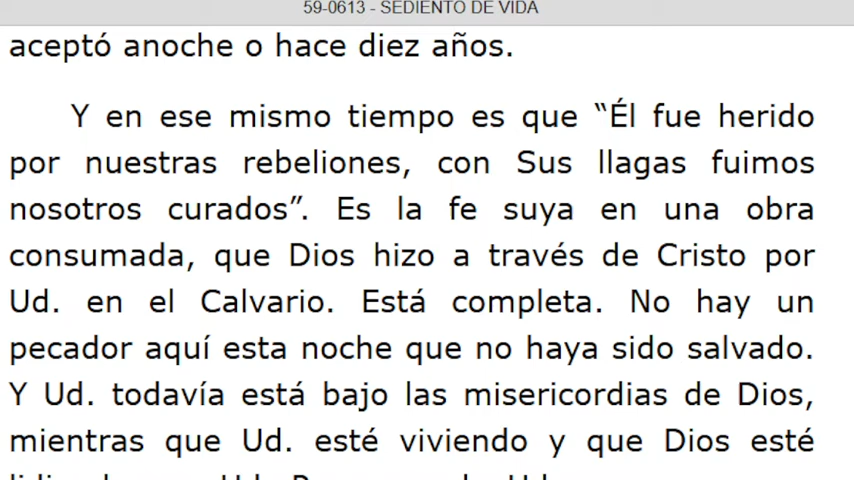 59-0613 - SEDIENTO DE VIDA
aceptó anoche o hace diez años.
Y en ese mismo tiempo es que “Él fue herido
por nuestras rebeliones, con Sus llagas fuimos
nosotros curados”. Es la fe suya en una obra
consumada, que Dios hizo a través de Cristo por
Ud. en el Calvario. Está completa. No hay un
pecador aquí esta noche que no haya sido salvado.
Y Ud. todavía está bajo las misericordias de Dios,
mientras que Ud. esté viviendo y que Dios esté